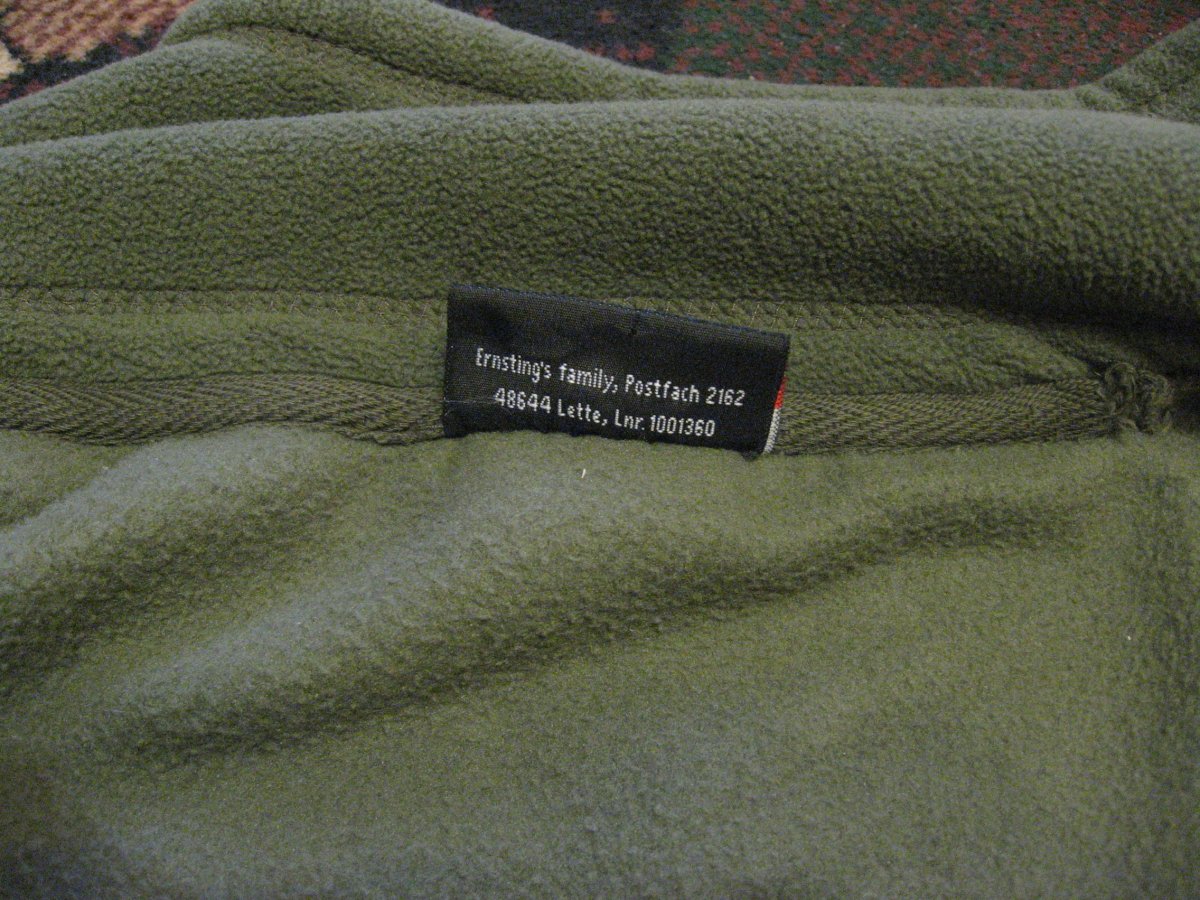 Ernsting's family, Postfach 2162
48644 Lette, Lnr. 1001360